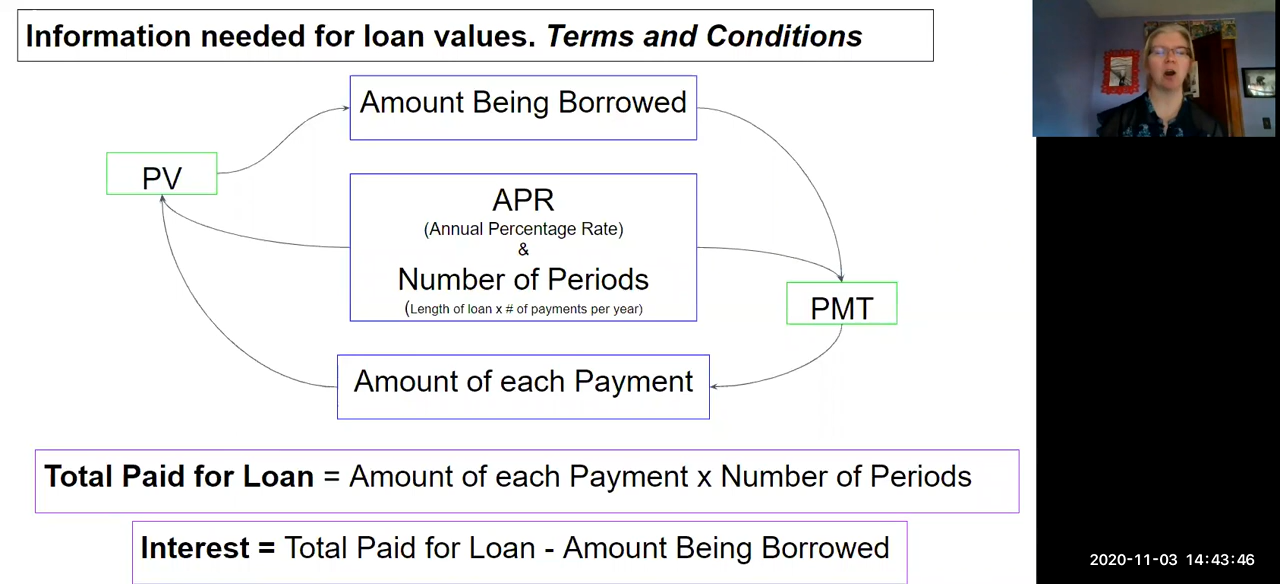 Information needed for loan values. Terms and Conditions
Amount Being Borrowed
PV
APR
(Annual Percentage Rate)
&
Number of Periods
(Length of loan x # of payments per year)
PMT
Amount of each Payment
Total Paid for Loan = Amount of each Payment x Number of Periods
Interest = Total Paid for Loan - Amount Being Borrowed
2020-11-03 14:43:46